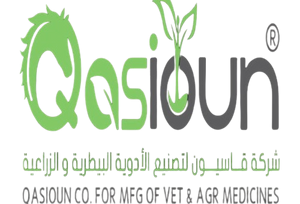 Qasioun®
شركة قاسيون لتصنيع الأدوية البيطرية و الزراعية
QASIOUN CO. FOR MFG OF VET & AGR MEDICINES